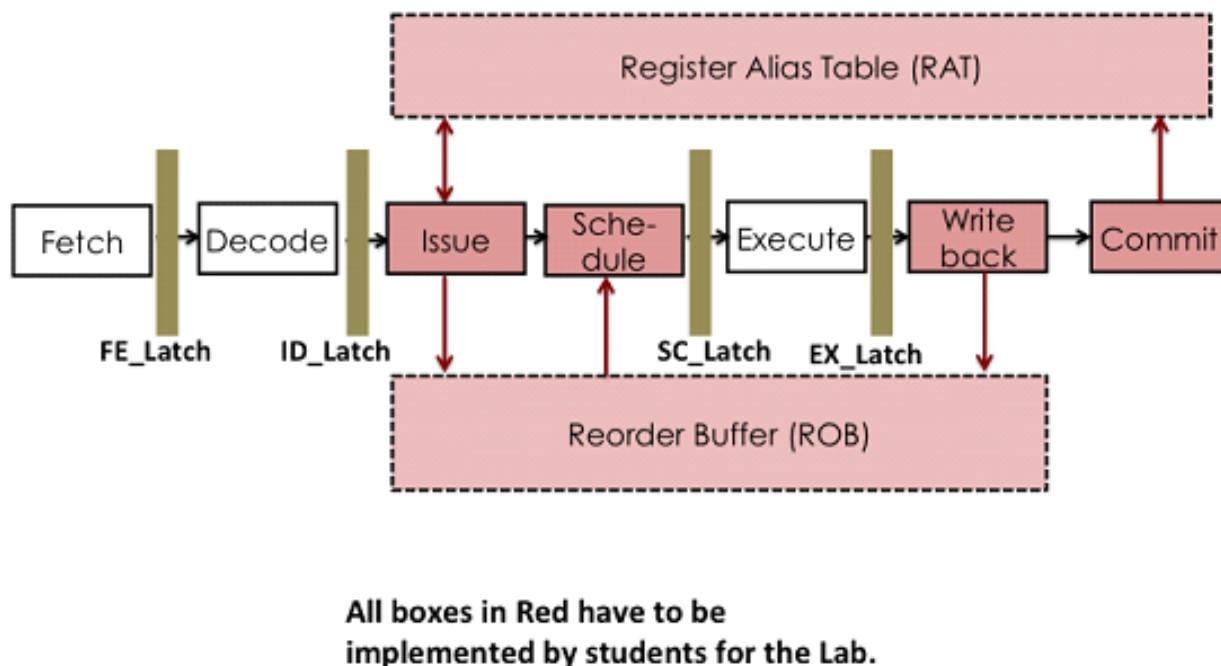 Register Alias Table (RAT)
Fetch
Decode
Issue
Sche-
dule
Execute
Write
back
Commit
FE_Latch
ID_Latch
SC_Latch
EX_Latch
Reorder Buffer (ROB)
All boxes in Red have to be
implemented by students for the Lab.